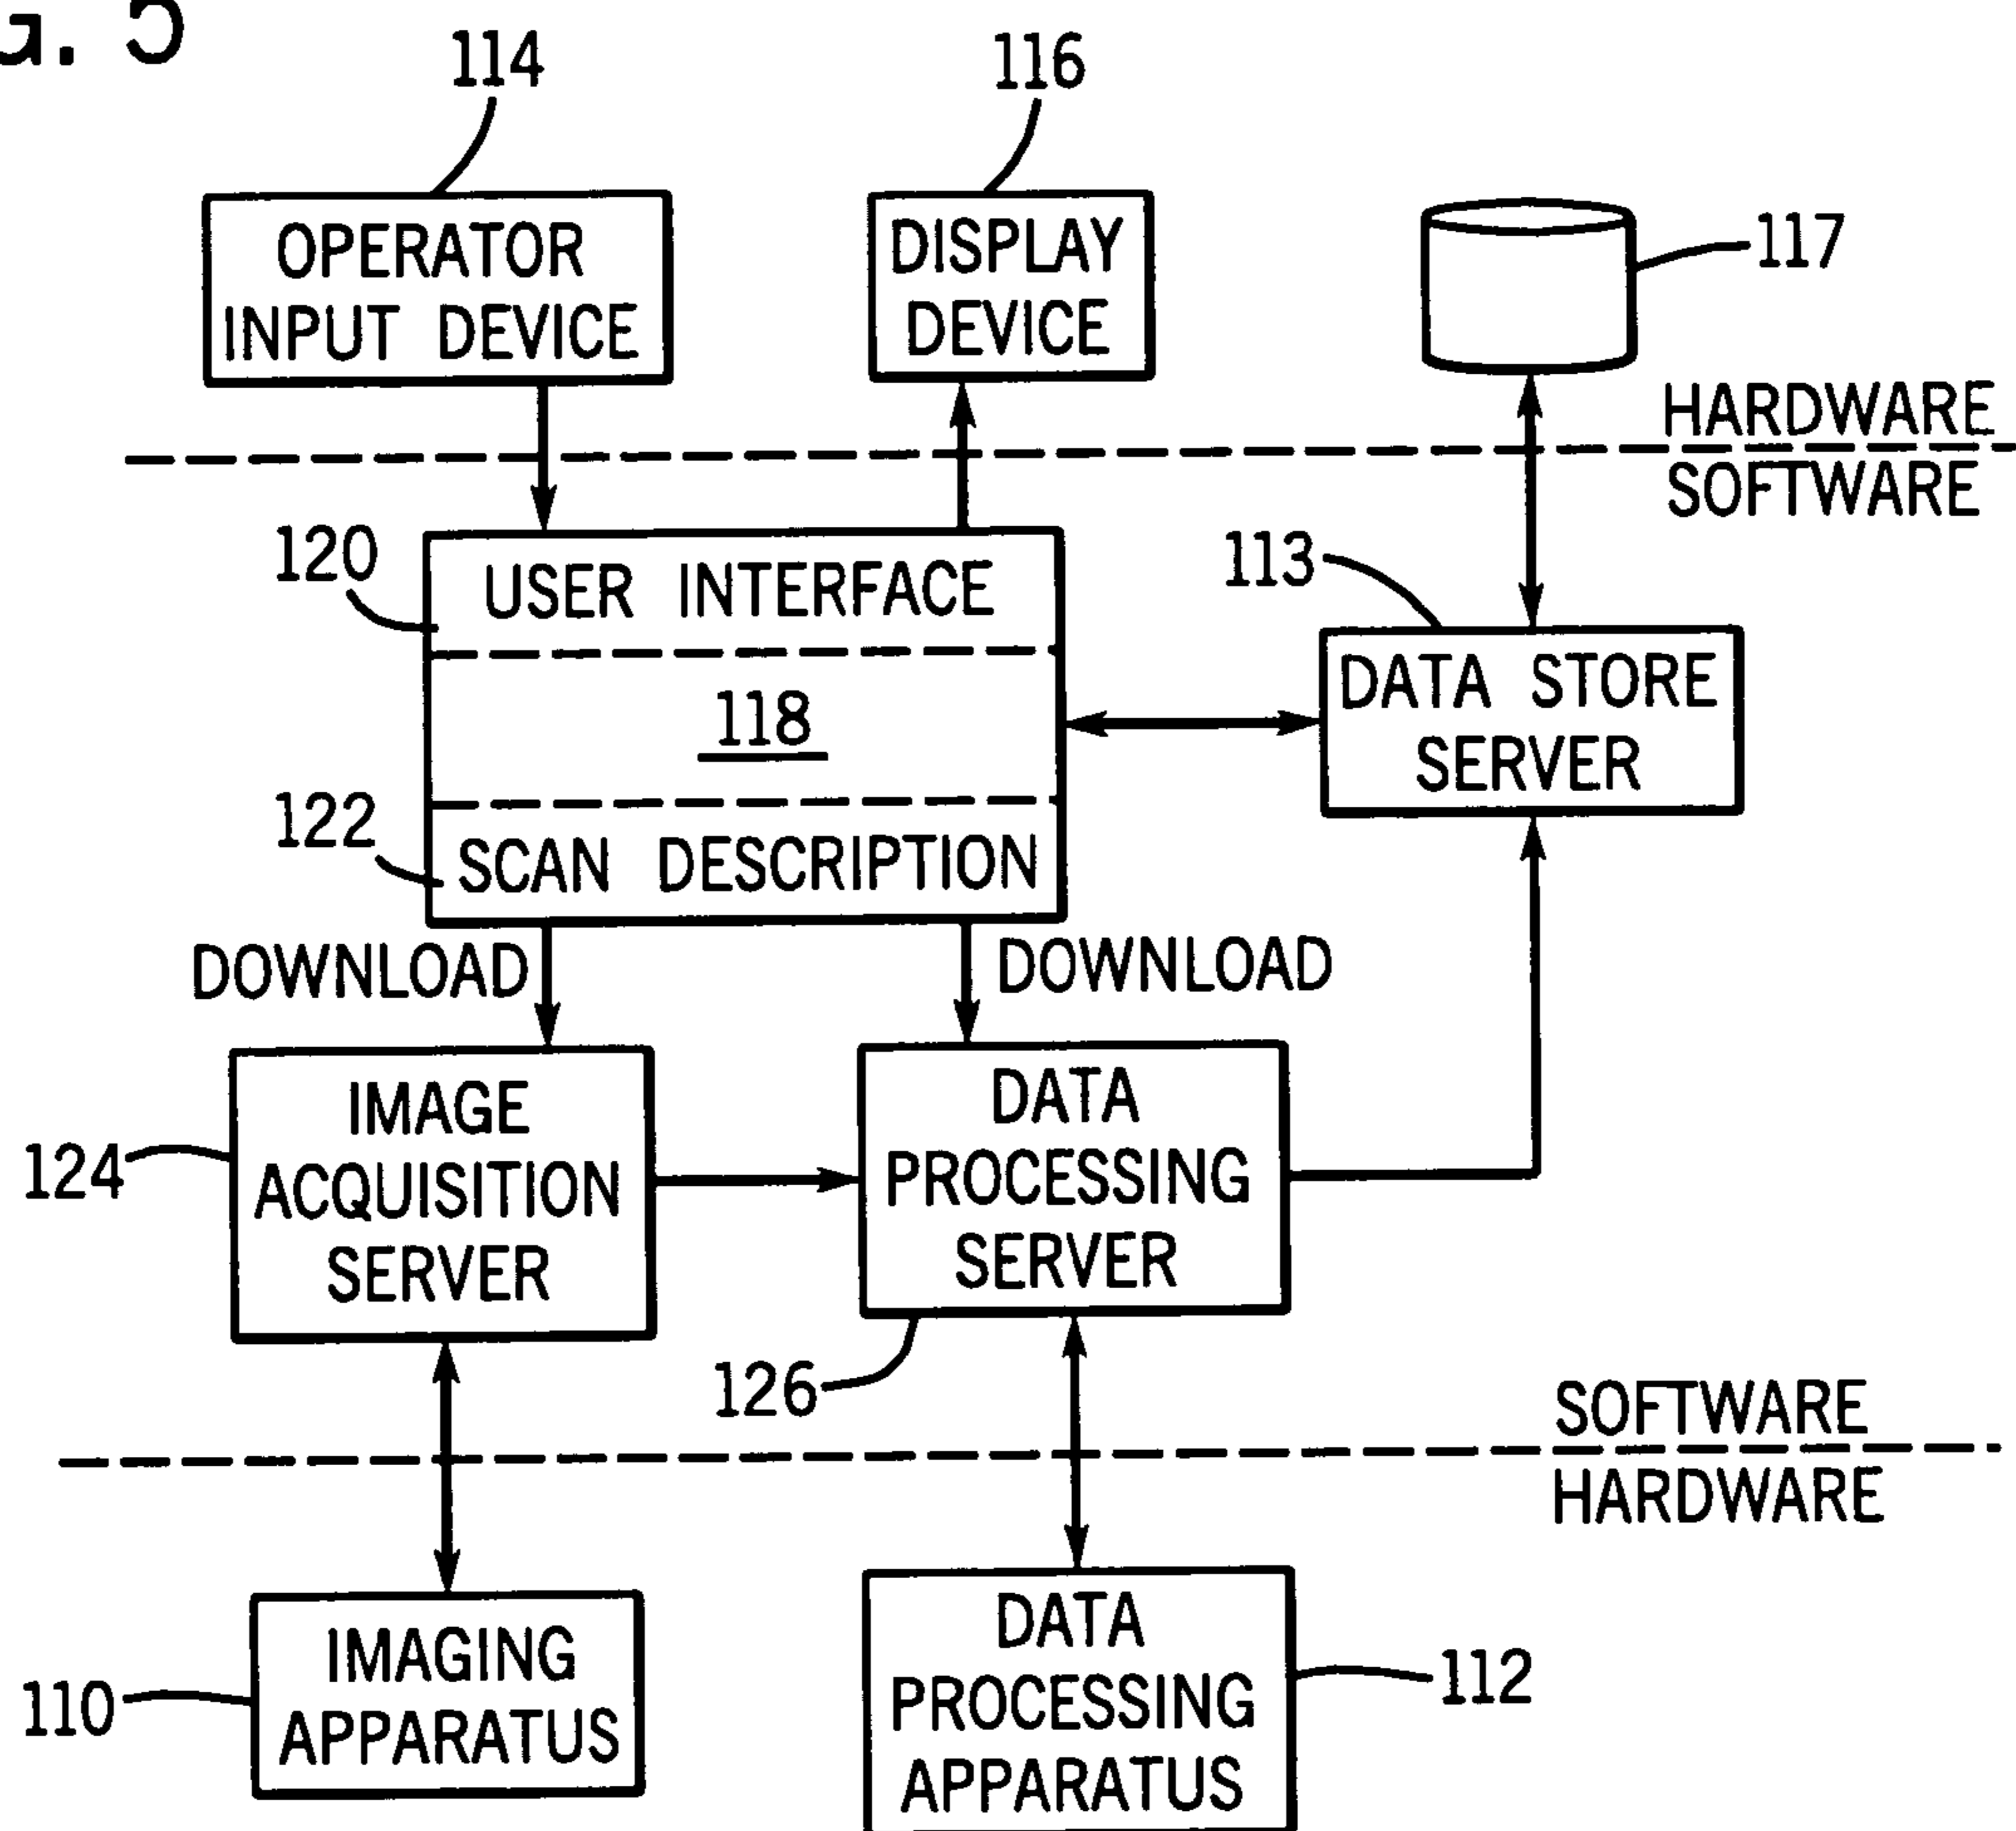 G. 5
114
116
OPERATOR
INPUT DEVICE
DISPLAY
DEVICE
117
HARDWARE
SOFTWARE
120
USER INTERFACE
113
118
DATA STORE
SERVER
122
SCAN DESCRIPTION
DOWNLOAD
DOWNLOAD
124
IMAGE
ACQUISITION
SERVER
DATA
PROCESSING
SERVER
126
SOFTWARE
HARDWARE
110
IMAGING
APPARATUS
DATA
PROCESSING
APPARATUS
112